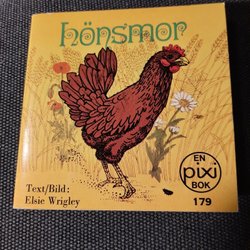 hönsmor
Text/Bild:
Elsie Wrigley
EN
pixi
BOK
179